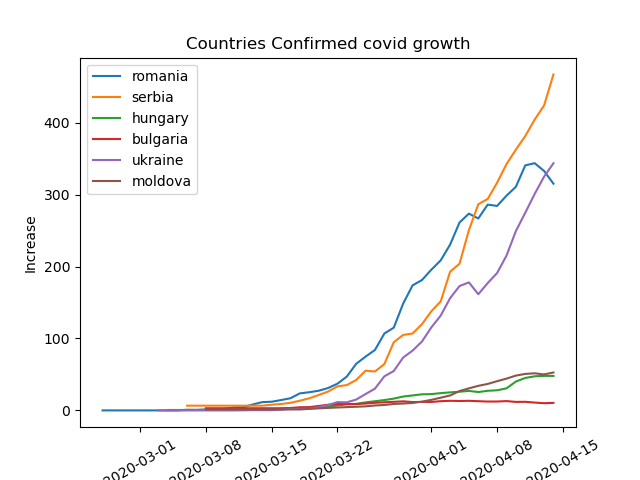 Countries Confirmed covid growth
romania
serbia
hungary
bulgaria
ukraine
moldova
Increase
400
300
200
100
0
2020-03-01
2020-03-08
2020-03-15
2020-03-22
2020-04-01
2020-04-08
2020-04-15